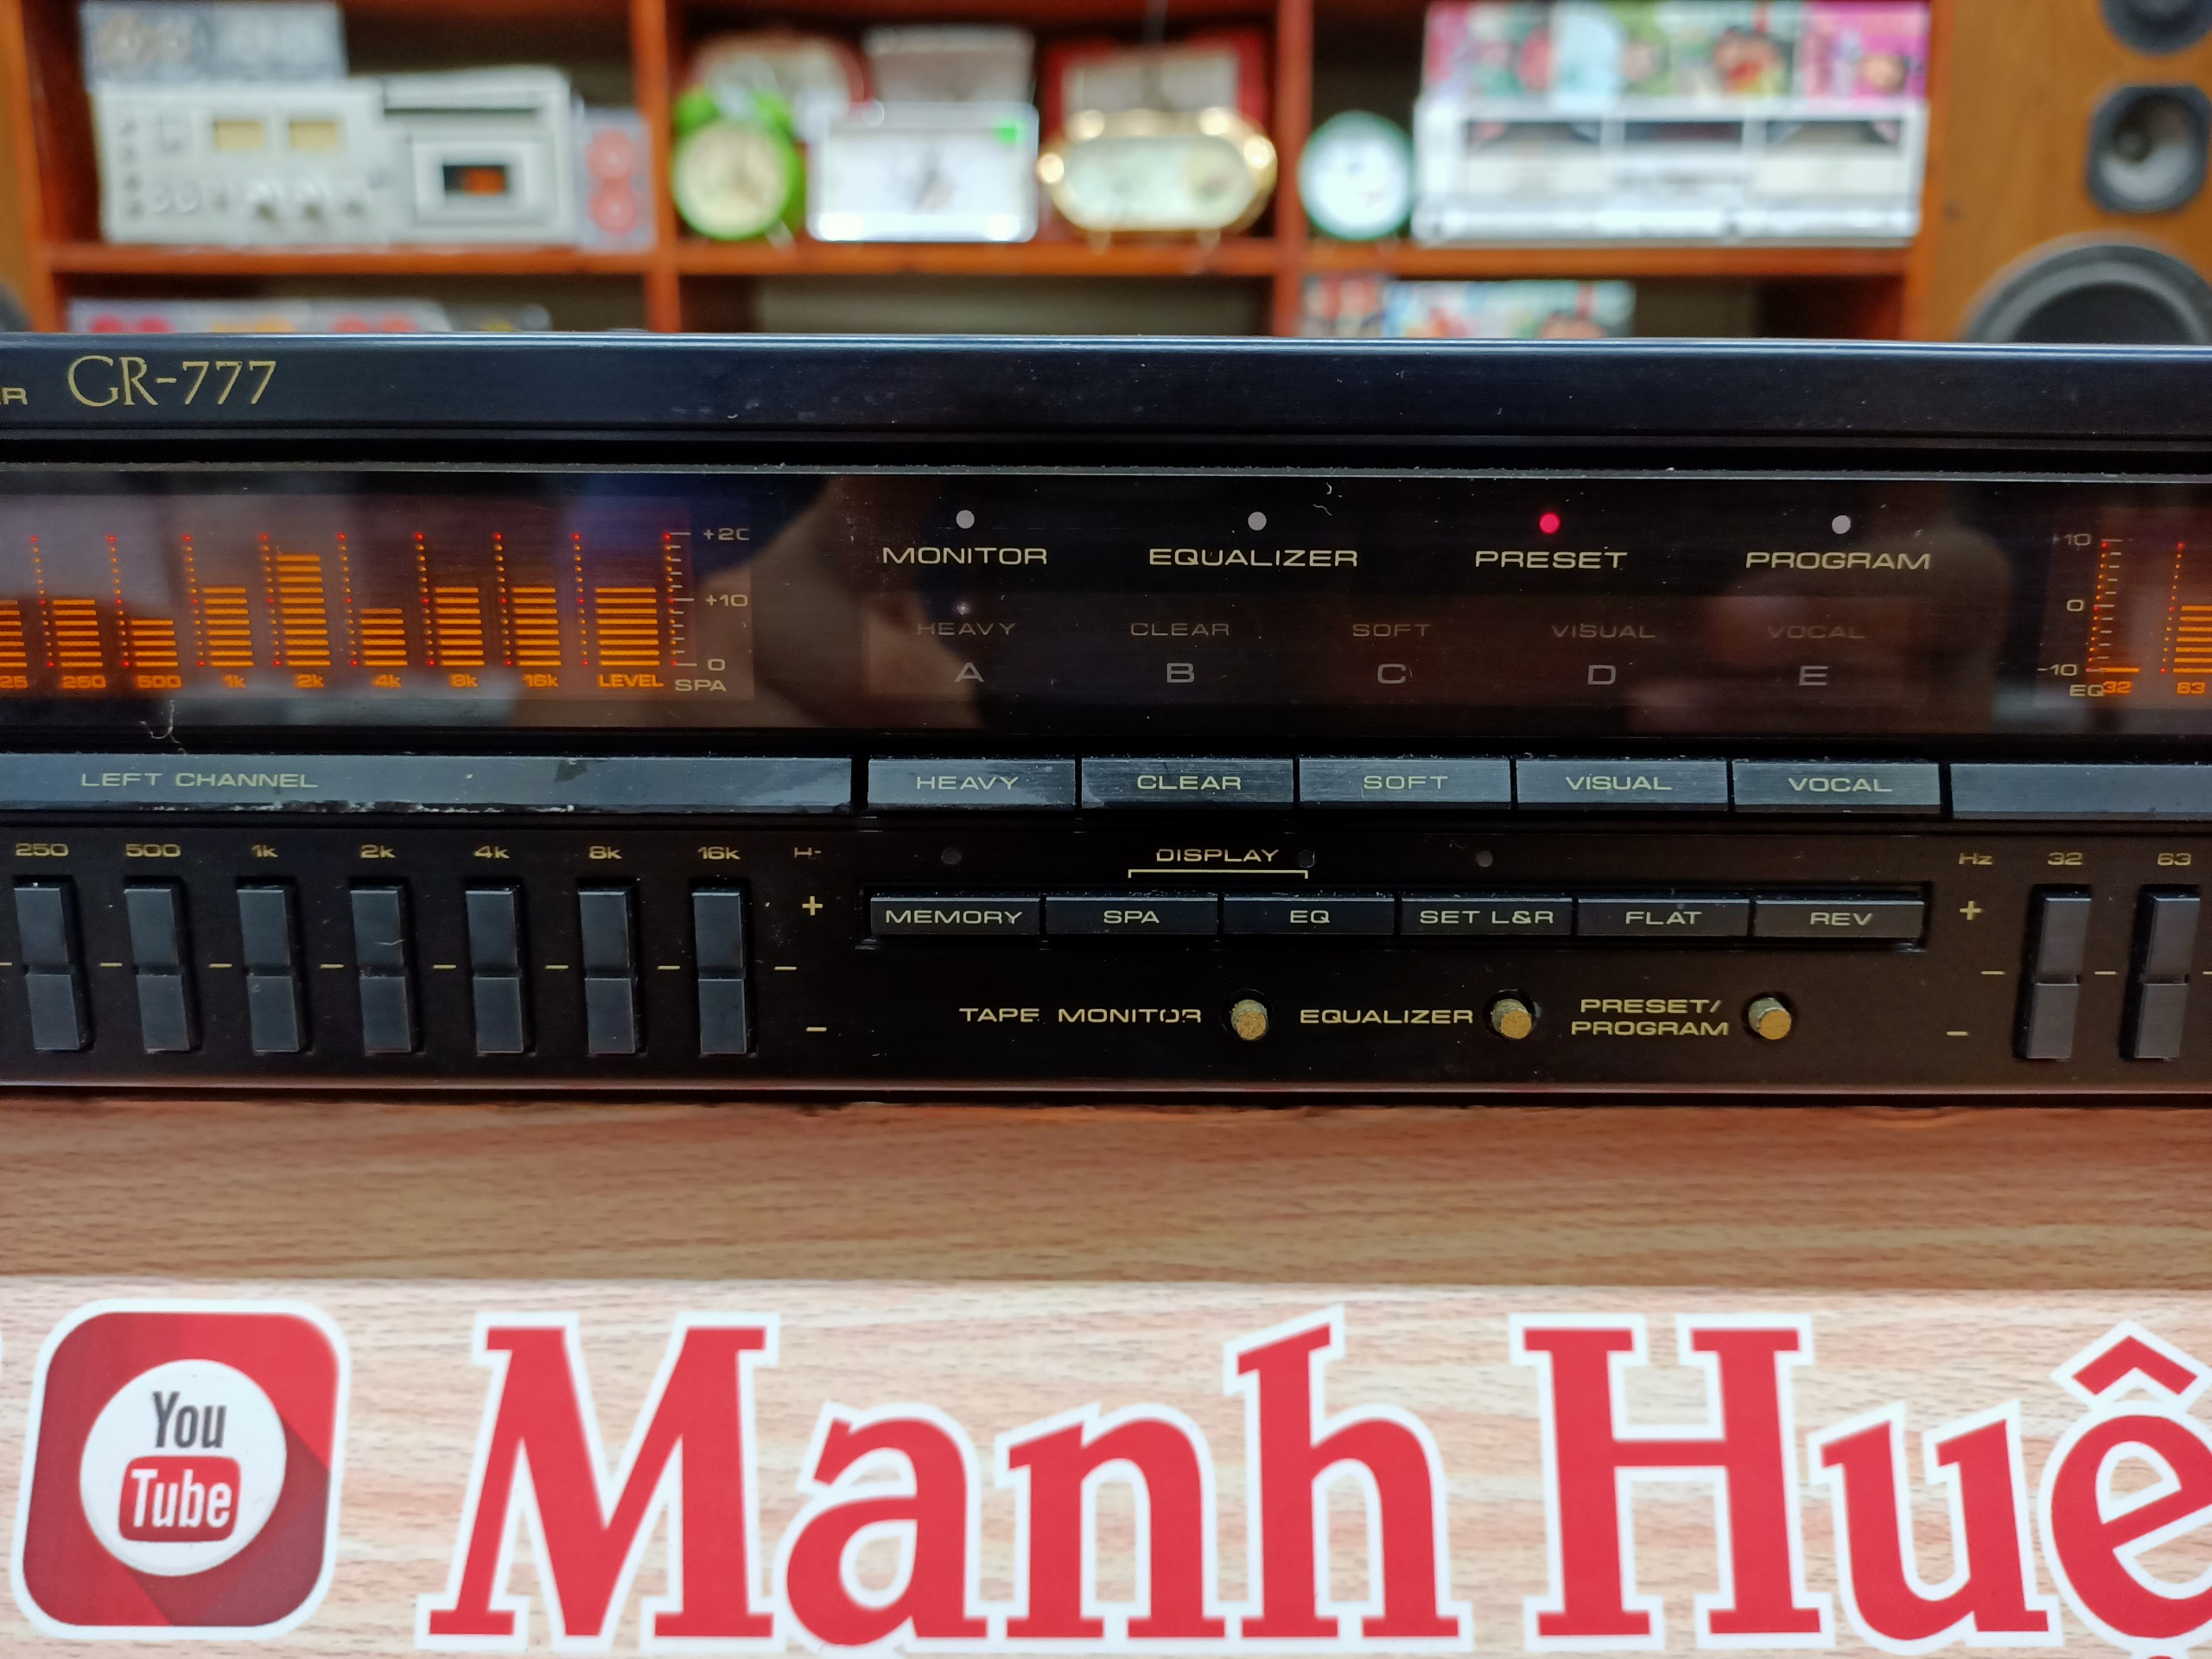 GR-777
+20
+10
0
250 500 1k 2k 4k 8k 16k LEVEL SPA
MONITOR EQUALIZER PRESET PROGRAM
HEAVY CLEAR SOFT VISUAL VOCAL
A B C D E
+10
0
-10
EQ 32 63
LEFT CHANNEL
HEAVY CLEAR SOFT VISUAL VOCAL
250 500 1k 2k 4k 8k 16k
DISPLAY
Hz 32 63
+ +
MEMORY SPA EQ SET L&R FLAT REV
TAPE MONITOR EQUALIZER PRESET/
PROGRAM
- -
You
Tube
Mạnh Huệ